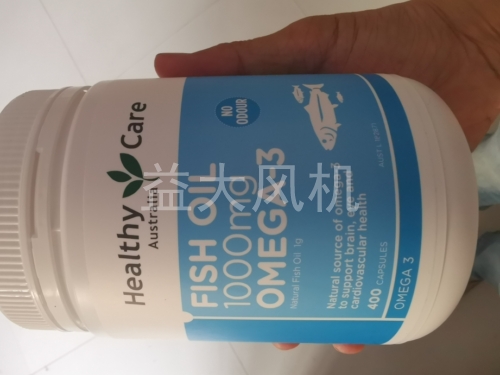 Healthy Care
Australia
NO
ODOUR
FISH OIL
1000mg
OMEGA-3
Natural Fish Oil 1g
Natural source of omega-3
to support brain, eye and
cardiovascular health
400 CAPSULES
OMEGA 3
益大风机